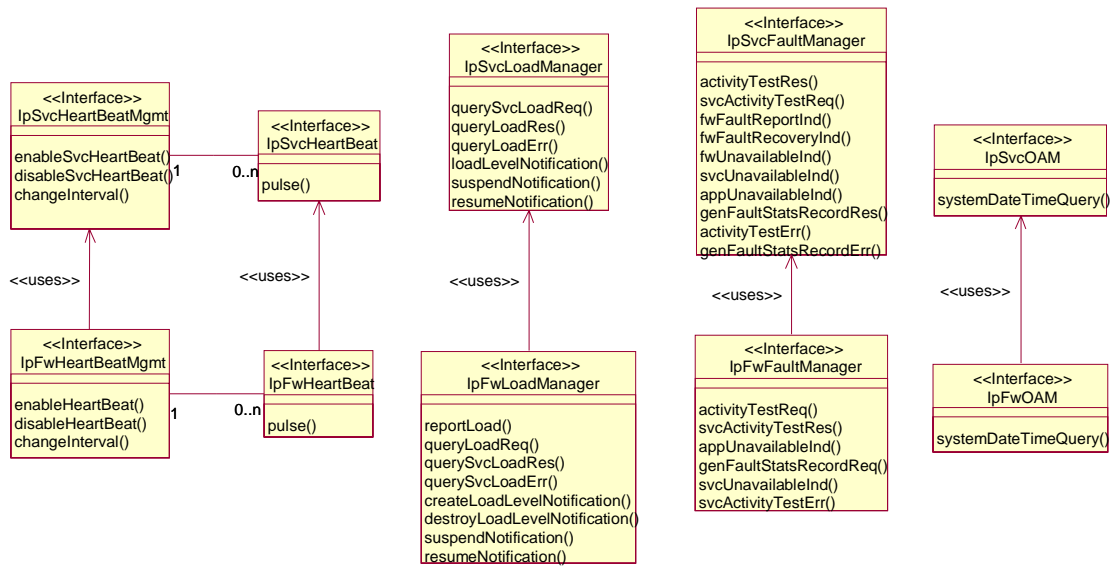 <<Interface>>
IpSvcHeartBeatMgmt
enableSvcHeartBeat()
disableSvcHeartBeat()
changeInterval()
1
0..n
<<Interface>>
IpSvcHeartBeat
pulse()
<<Interface>>
IpSvcLoadManager
querySvcLoadReq()
queryLoadRes()
queryLoadErr()
loadLevelNotification()
suspendNotification()
resumeNotification()
<<Interface>>
IpSvcFaultManager
activityTestRes()
svcActivityTestReq()
fwFaultReportInd()
fwFaultRecoveryInd()
fwUnavailableInd()
svcUnavailableInd()
appUnavailableInd()
genFaultStatsRecordRes()
activityTestErr()
genFaultStatsRecordErr()
<<Interface>>
IpSvcOAM
systemDateTimeQuery()
<<uses>>
<<uses>>
<<uses>>
<<uses>>
<<uses>>
<<Interface>>
IpFwHeartBeatMgmt
enableHeartBeat()
disableHeartBeat()
changeInterval()
1
0..n
<<Interface>>
IpFwHeartBeat
pulse()
<<Interface>>
IpFwLoadManager
reportLoad()
queryLoadReq()
querySvcLoadRes()
querySvcLoadErr()
createLoadLevelNotification()
destroyLoadLevelNotification()
suspendNotification()
resumeNotification()
<<Interface>>
IpFwFaultManager
activityTestReq()
svcActivityTestRes()
appUnavailableInd()
genFaultStatsRecordReq()
svcUnavailableInd()
svcActivityTestErr()
<<Interface>>
IpFwOAM
systemDateTimeQuery()